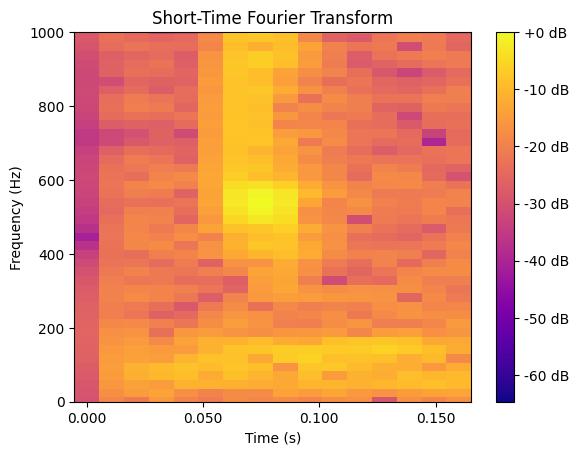 Short-Time Fourier Transform
1000
800
600
400
200
0
Frequency (Hz)
0.000
0.050
0.100
0.150
Time (s)
+0 dB
-10 dB
-20 dB
-30 dB
-40 dB
-50 dB
-60 dB